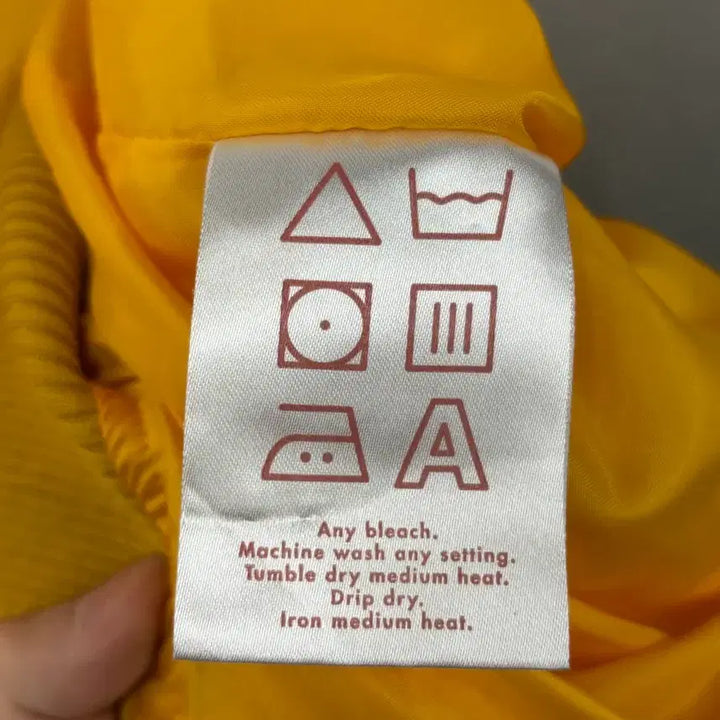 A
Any bleach.
Machine wash any setting.
Tumble dry medium heat.
Drip dry.
Iron medium heat.